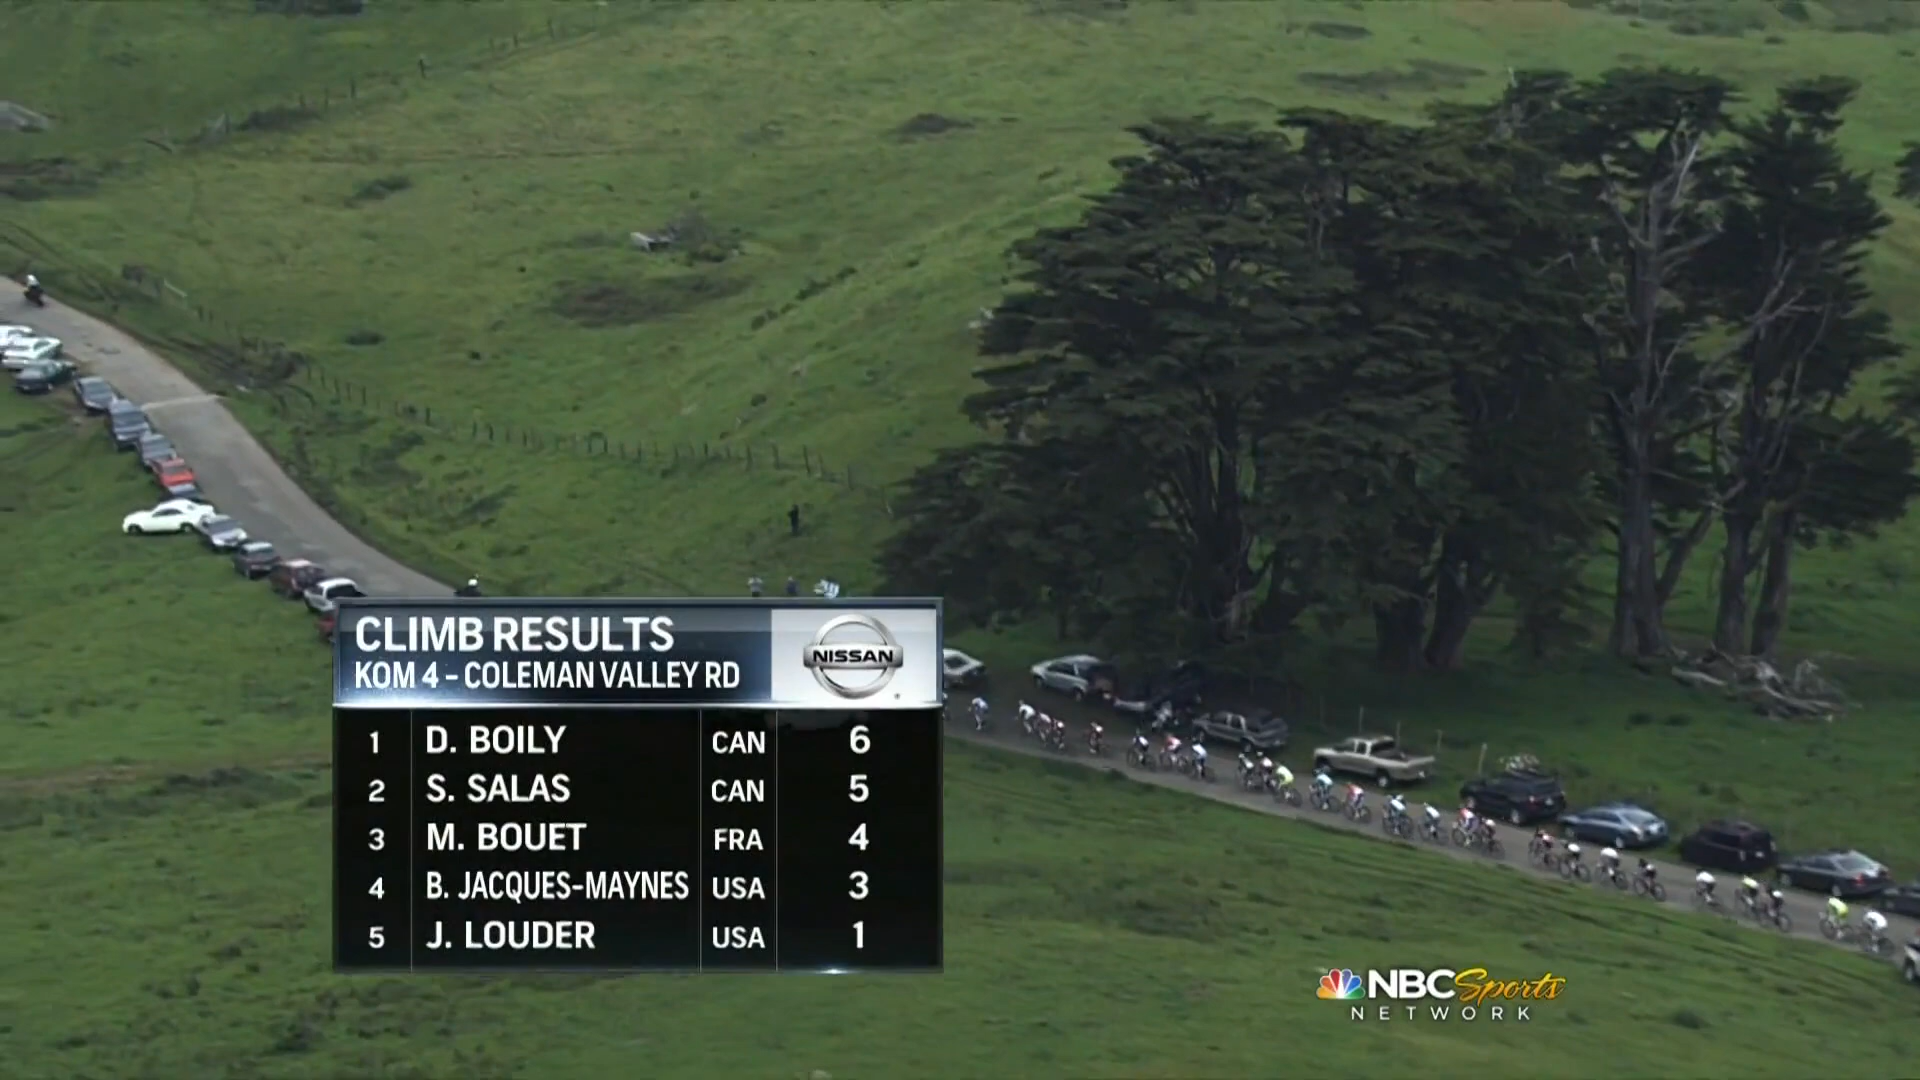 CLIMB RESULTS
KOM 4 - COLEMAN VALLEY RD
NISSAN
1 D. BOILY CAN 6
2 S. SALAS CAN 5
3 M. BOUET FRA 4
4 B. JACQUES-MAYNES USA 3
5 J. LOUDER USA 1
NBC Sports
NETWORK